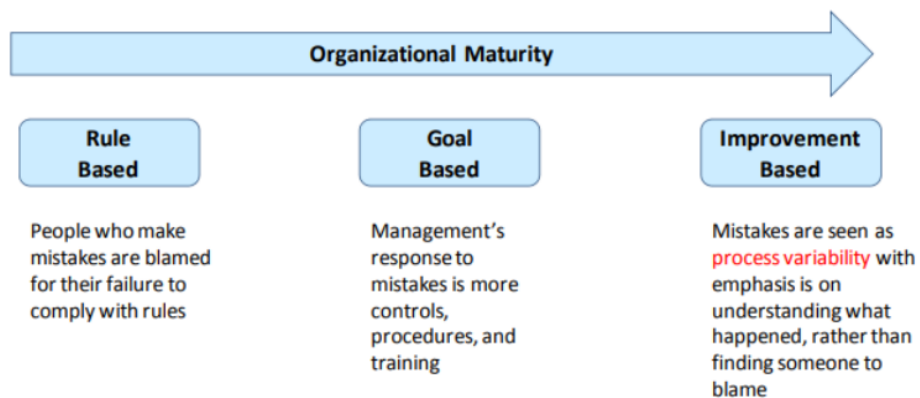 Organizational Maturity
Rule
Based
Goal
Based
Improvement
Based
People who make
mistakes are blamed
for their failure to
comply with rules
Management's
response to
mistakes is more
controls,
procedures, and
training
Mistakes are seen as
process variability with
emphasis is on
understanding what
happened, rather than
finding someone to
blame